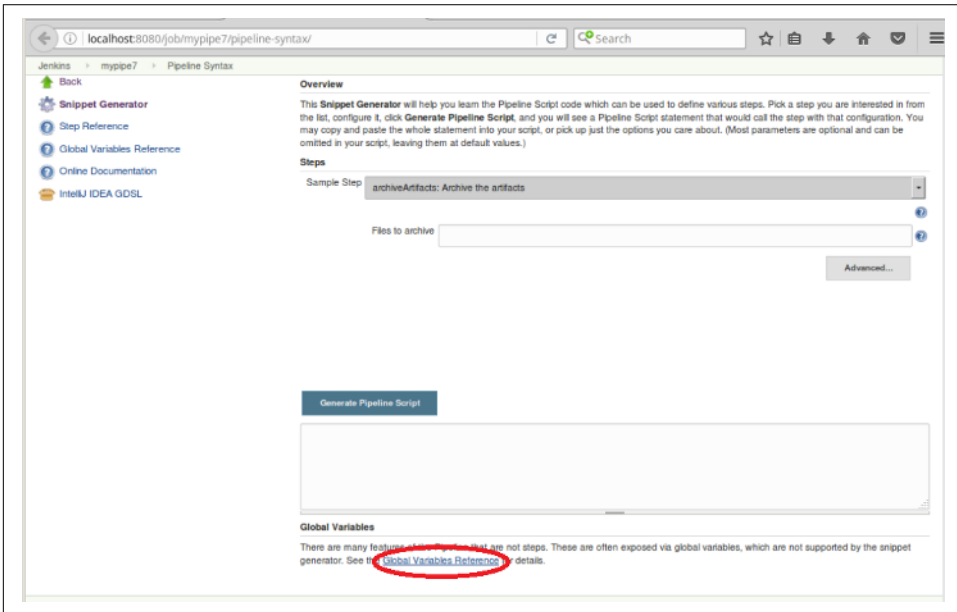 localhost:8080/job/mypipe7/pipeline-syntax/
Search
Jenkins
mypipe7
Pipeline Syntax
Back
Snippet Generator
Step Reference
Global Variables Reference
Online Documentation
IntelliJ IDEA GDSL
Overview
This Snippet Generator will help you learn the Pipeline Script code which can be used to define various steps. Pick a step you are interested in from
the list, configure it, click Generate Pipeline Script, and you will see a Pipeline Script statement that would call the step with that configuration. You
may copy and paste the whole statement into your script, or pick up just the options you care about. (Most parameters are optional and can be
omitted in your script, leaving them at default values.)
Steps
Sample Step
archiveArtifacts: Archive the artifacts
Files to archive
Advanced...
Generate Pipeline Script
Global Variables
There are many features of the Pipeline that are not steps. These are often exposed via global variables, which are not supported by the snippet
generator. See the Global Variables Reference for details.